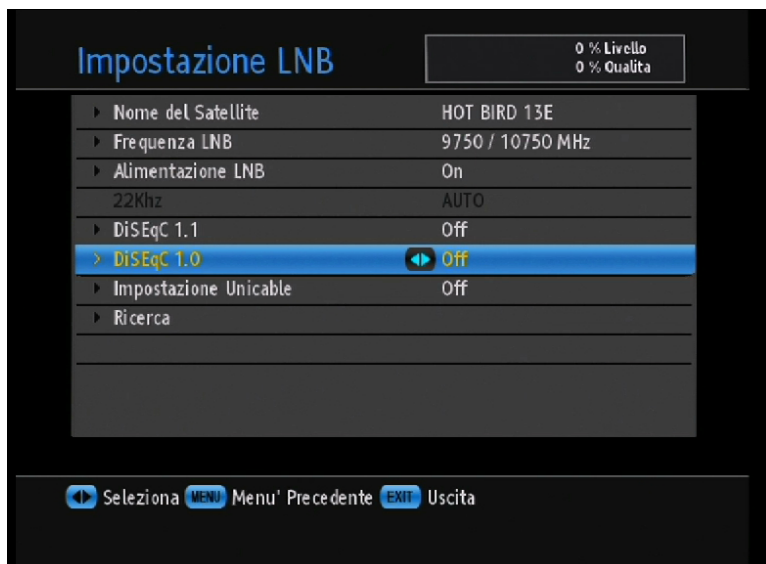 Impostazione LNB
0 % Livello
0 % Qualita
Nome del Satellite HOT BIRD 13E
Frequenza LNB 9750 / 10750 MHz
Alimentazione LNB On
22Khz AUTO
DiSEqC 1.1 Off
DiSEqC 1.0 Off
Impostazione Unicable Off
Ricerca
Seleziona MENU Menu' Precedente EXIT Uscita